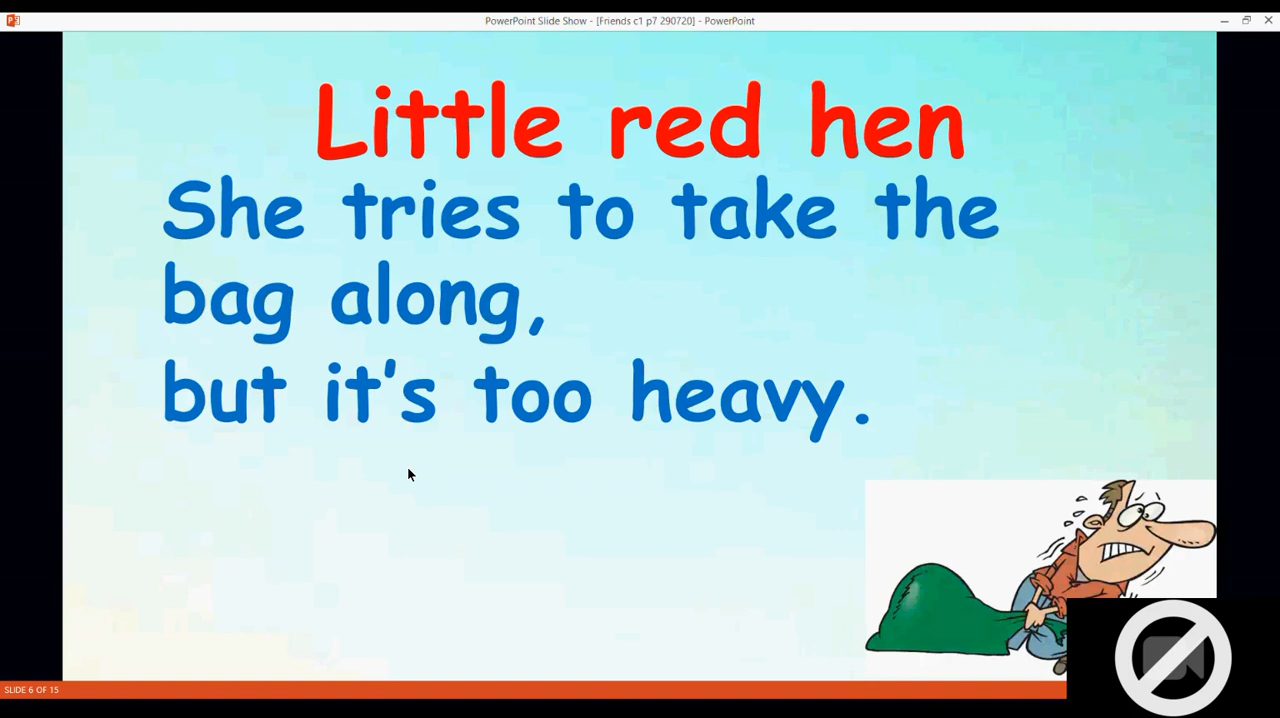 PowerPoint Slide Show - [Friends c1 p7 290720] - PowerPoint
Little red hen
She tries to take the
bag along,
but it's too heavy.
SLIDE 6 OF 15